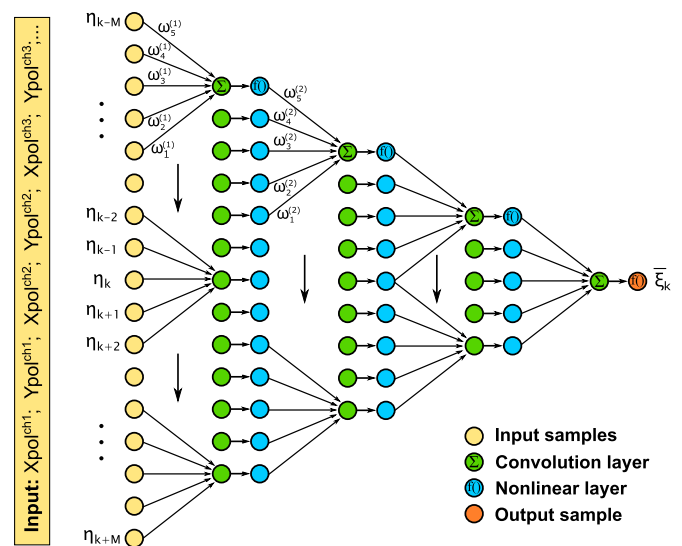 Input: Xpol^ch1; Ypol^ch1; Xpol^ch2; Ypol^ch2; Xpol^ch3, Ypol^ch3,...
η_k-M
ω_5^(1)
ω_4^(1)
ω_3^(1)
ω_2^(1)
ω_1^(1)
Σ
f()
ω_5^(2)
ω_4^(2)
ω_3^(2)
ω_2^(2)
ω_1^(2)
Σ
f()
η_k-2
Σ
f()
η_k-1
η_k
Σ
f()
ξ̅_k
η_k+1
η_k+2
η_k+M
Input samples
Σ Convolution layer
f() Nonlinear layer
Output sample